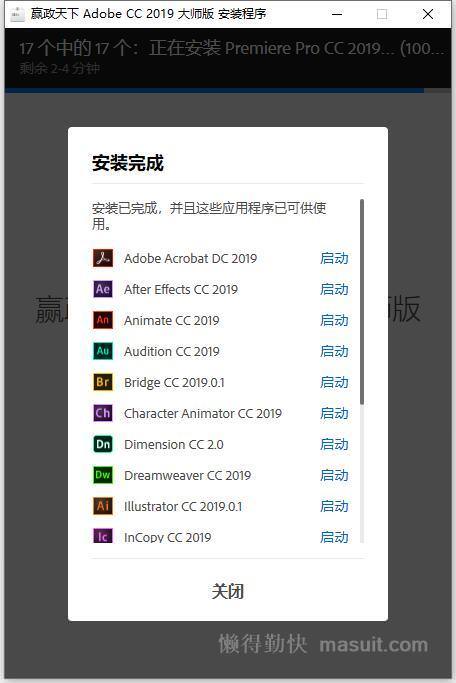 赢政天下 Adobe CC 2019 大师版 安装程序
17 个中的 17 个：正在安装 Premiere Pro CC 2019... (100...
剩余 2-4 分钟
安装完成
安装已完成，并且这些应用程序已可供使
用。
Adobe Acrobat DC 2019 启动
Ae After Effects CC 2019 启动
An Animate CC 2019 启动
Au Audition CC 2019 启动
Br Bridge CC 2019.0.1 启动
Ch Character Animator CC 2019 启动
Dn Dimension CC 2.0 启动
Dw Dreamweaver CC 2019 启动
Ai Illustrator CC 2019.0.1 启动
Ic InCopy CC 2019 启动
赢 师版
关闭
懒得勤快 masuit.com